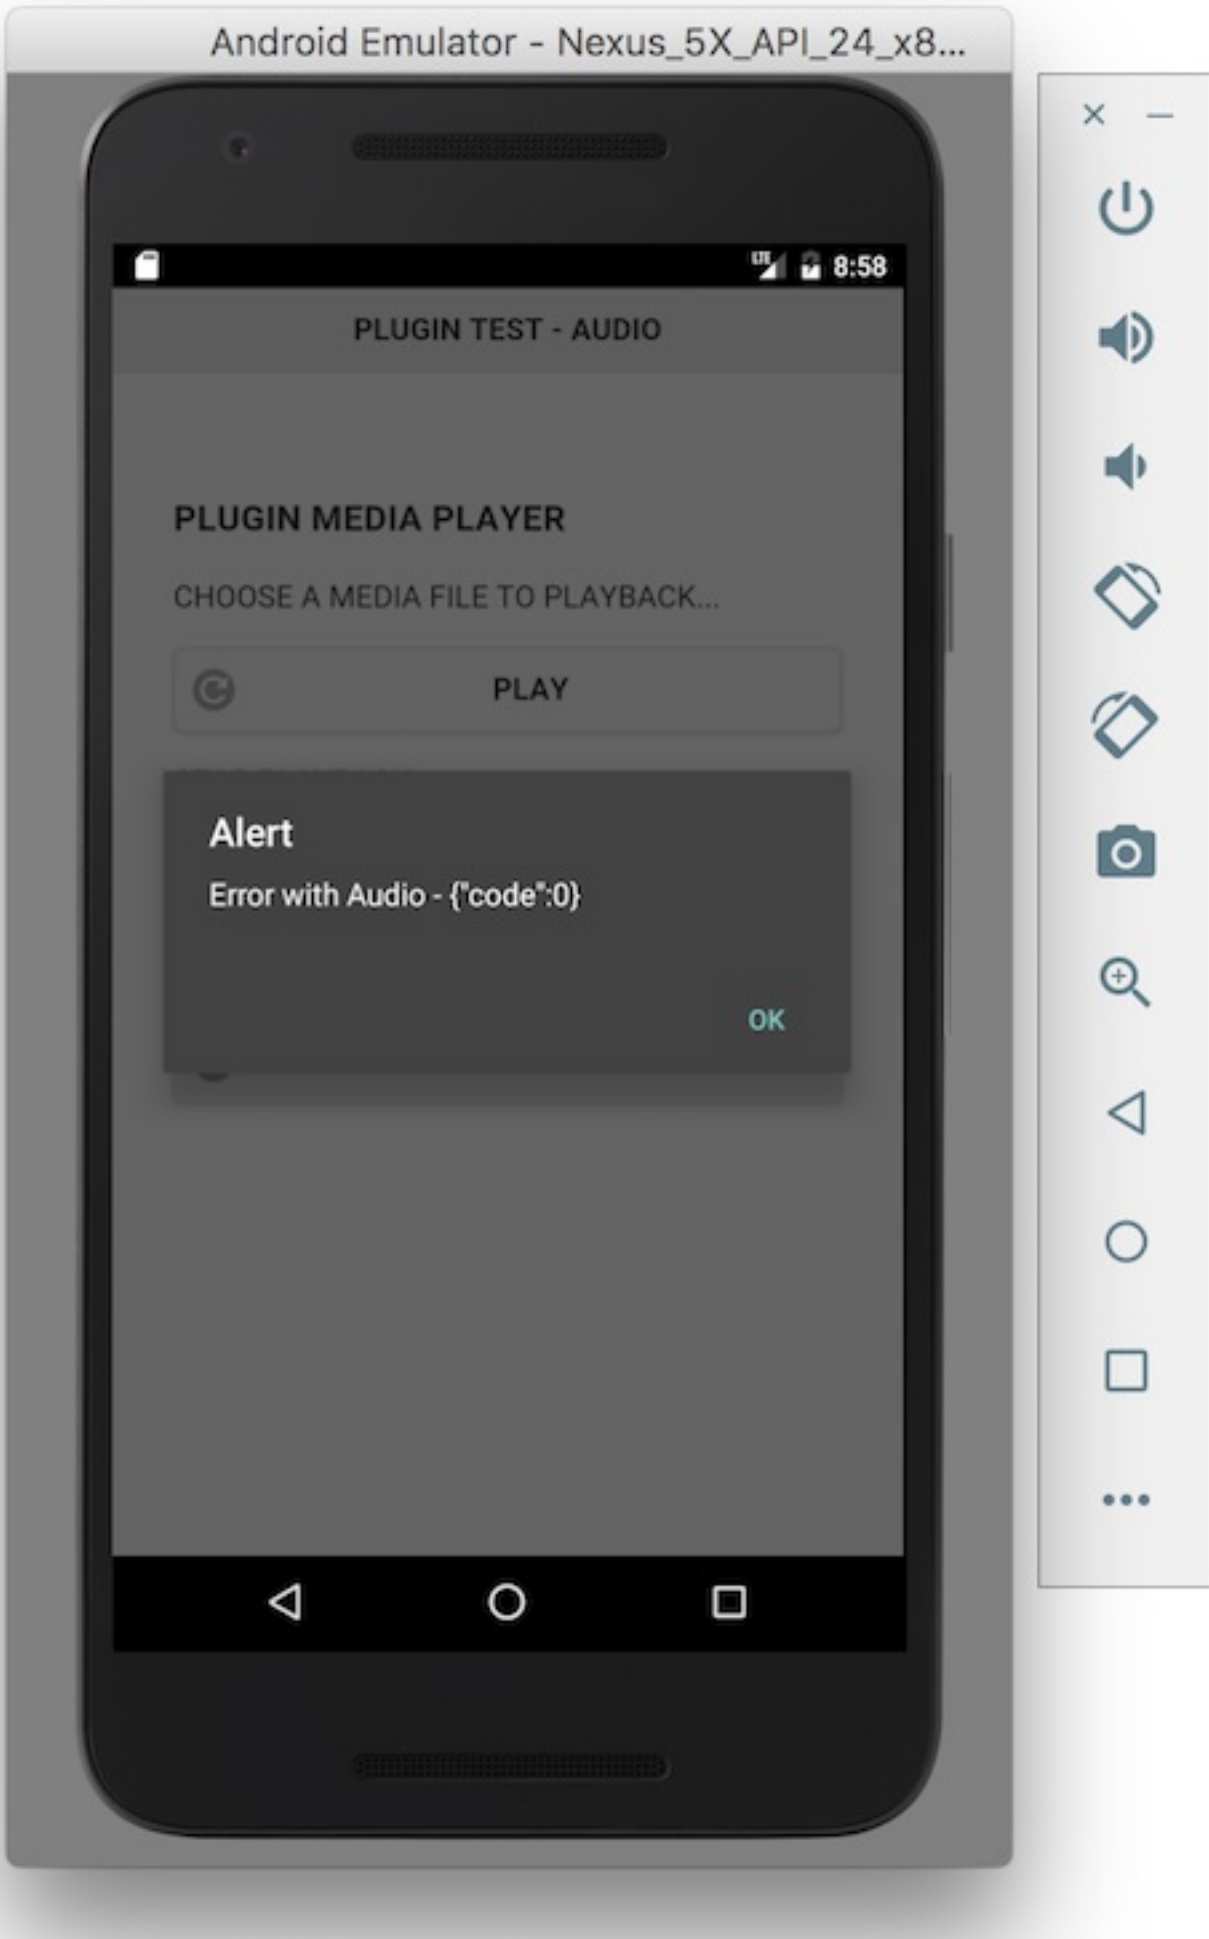 Android Emulator - Nexus_5X_API_24_x8...
LTE 8:58
PLUGIN TEST - AUDIO
PLUGIN MEDIA PLAYER
CHOOSE A MEDIA FILE TO PLAYBACK...
PLAY
Alert
Error with Audio - {"code":0}
OK